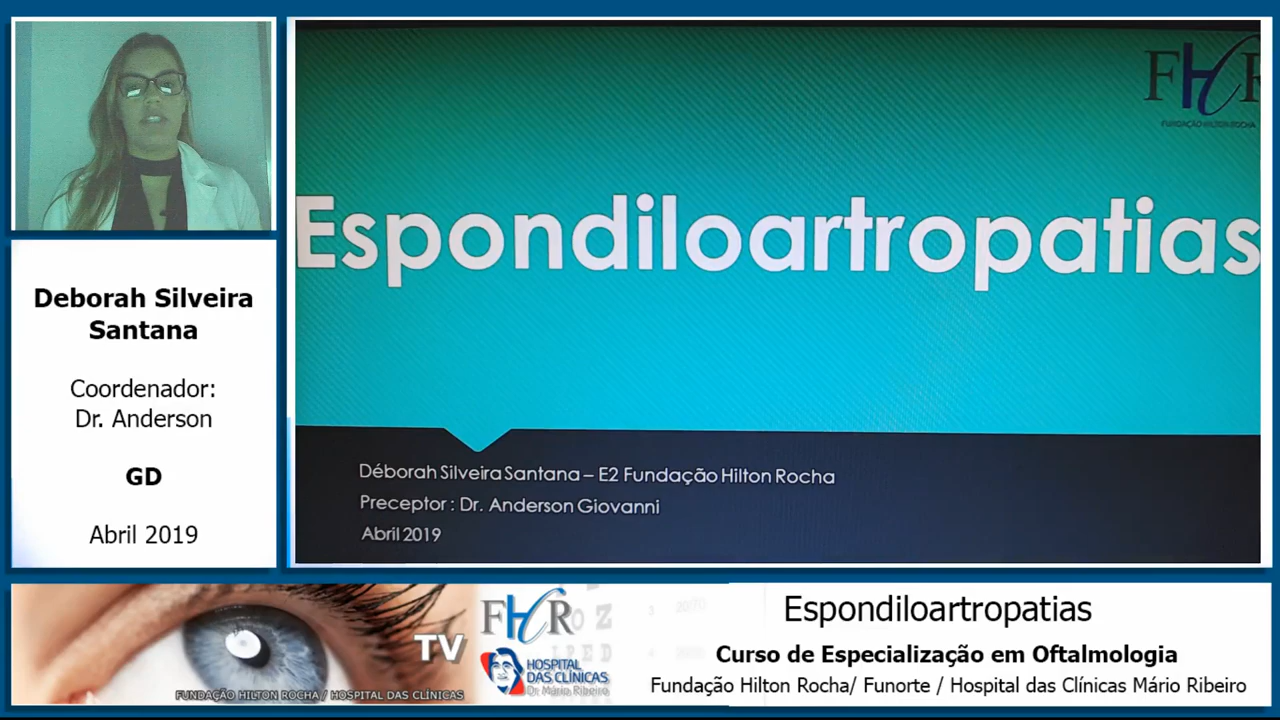 Deborah Silveira
Santana
Coordenador:
Dr. Anderson
GD
Abril 2019
FHR
FUNDAÇÃO HILTON ROCHA
Espondiloartropatias
Déborah Silveira Santana – E2 Fundação Hilton Rocha
Preceptor : Dr. Anderson Giovanni
Abril 2019
TV
FUNDAÇÃO HILTON ROCHA / HOSPITAL DAS CLÍNICAS
FHR
HOSPITAL
DAS CLÍNICAS
Dr. Mário Ribeiro
Espondiloartropatias
Curso de Especialização em Oftalmologia
Fundação Hilton Rocha/ Funorte / Hospital das Clínicas Mário Ribeiro